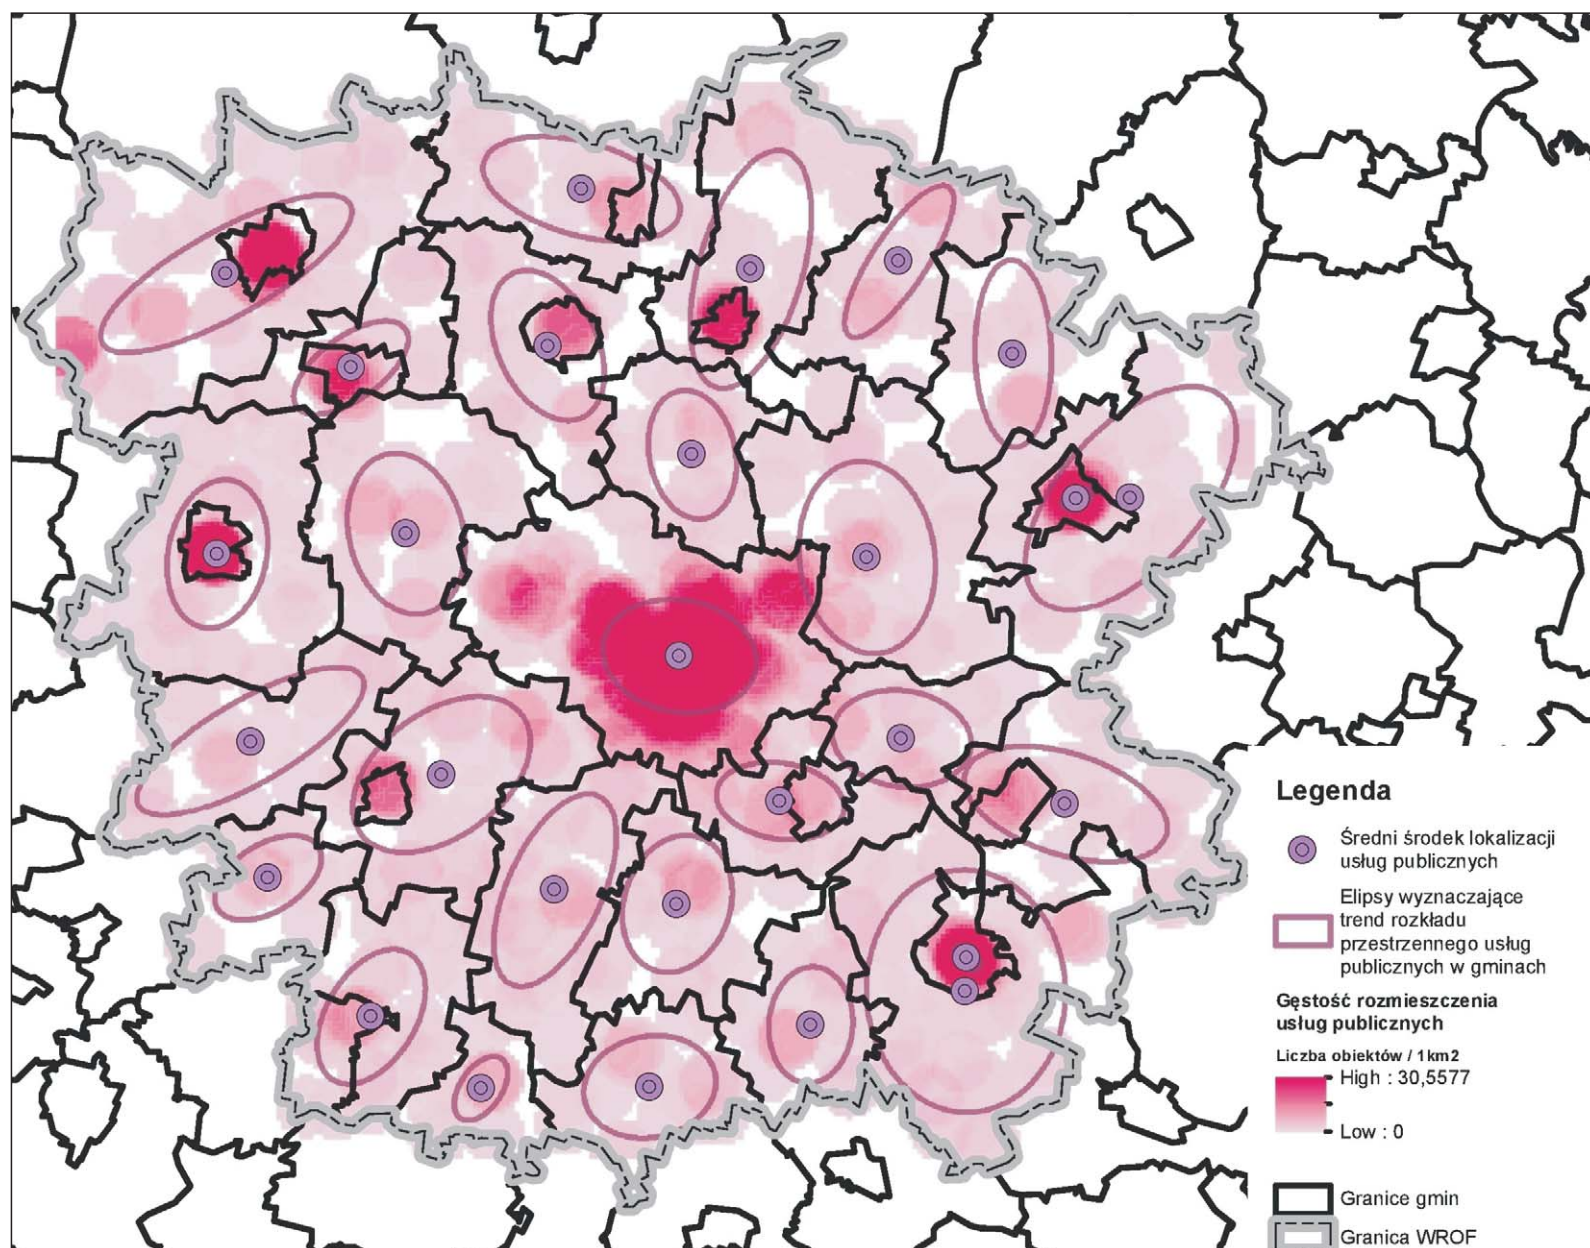 Legenda
Średni środek lokalizacji
usług publicznych
Elipsy wyznaczające
trend rozkładu
przestrzennego usług
publicznych w gminach
Gęstość rozmieszczenia
usług publicznych
Liczba obiektów / 1km2
High : 30,5577
Low : 0
Granice gmin
Granica WROF